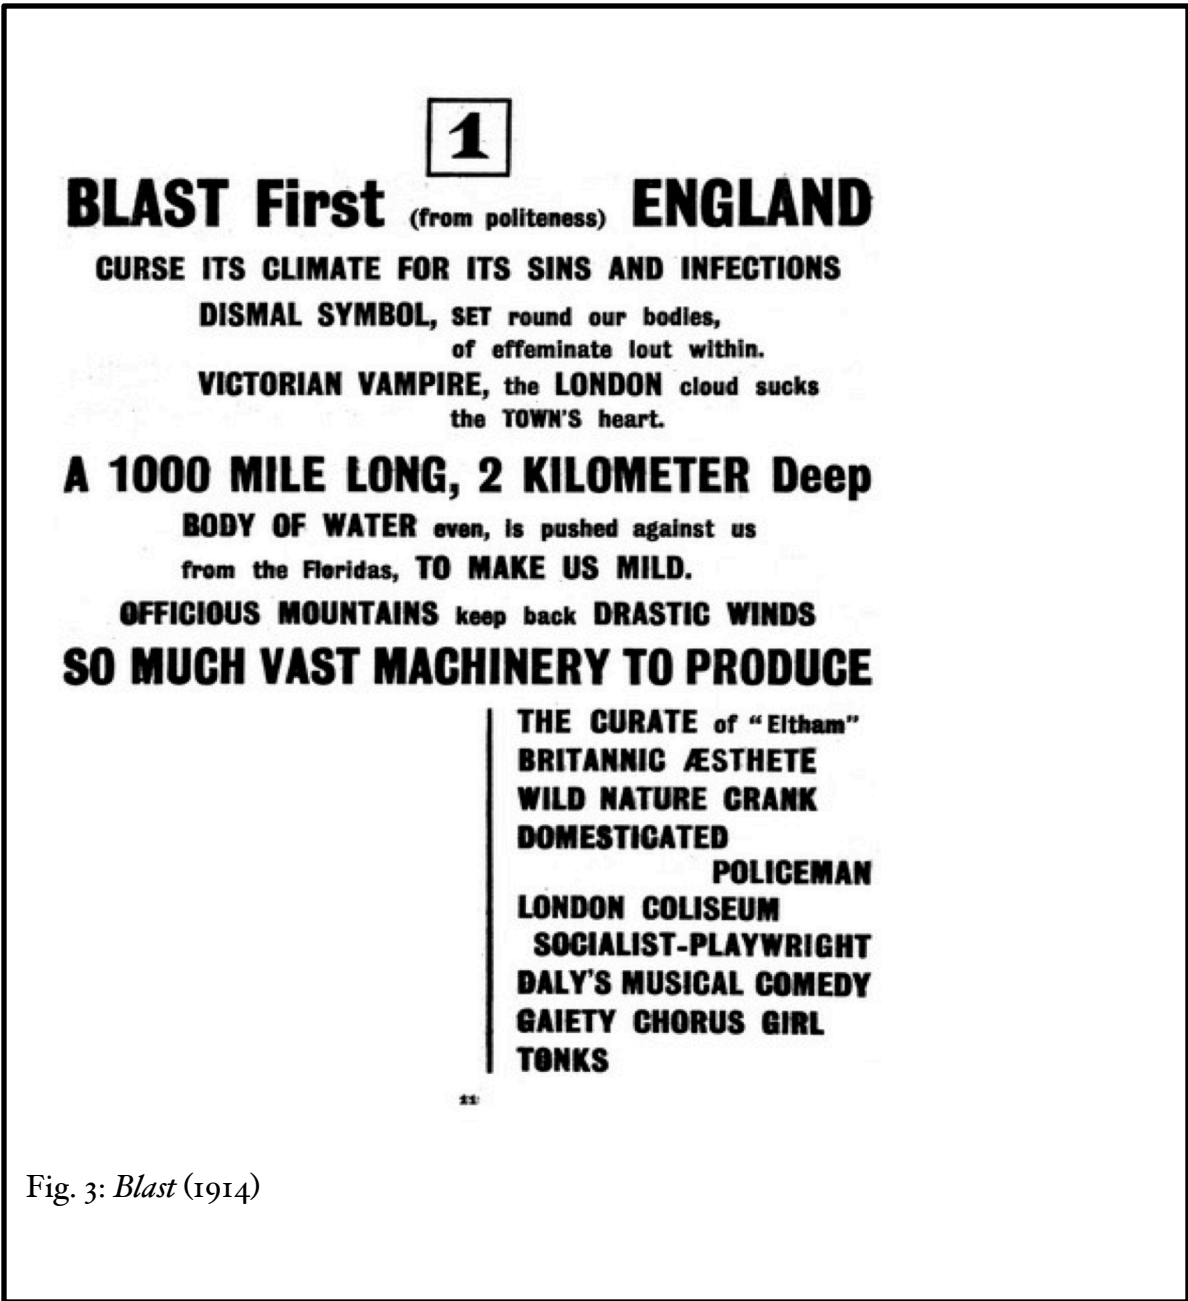 1
BLAST First (from politeness) ENGLAND
CURSE ITS CLIMATE FOR ITS SINS AND INFECTIONS
DISMAL SYMBOL, SET round our bodies,
of effeminate lout within.
VICTORIAN VAMPIRE, the LONDON cloud sucks
the TOWN'S heart.
A 1000 MILE LONG, 2 KILOMETER Deep
BODY OF WATER even, is pushed against us
from the Floridas, TO MAKE US MILD.
OFFICIOUS MOUNTAINS keep back DRASTIC WINDS
SO MUCH VAST MACHINERY TO PRODUCE
THE CURATE of “Eltham”
BRITANNIC ÆSTHETE
WILD NATURE CRANK
DOMESTICATED
POLICEMAN
LONDON COLISEUM
SOCIALIST-PLAYWRIGHT
DALY'S MUSICAL COMEDY
GAIETY CHORUS GIRL
TONKS
11
Fig. 3: Blast (1914)